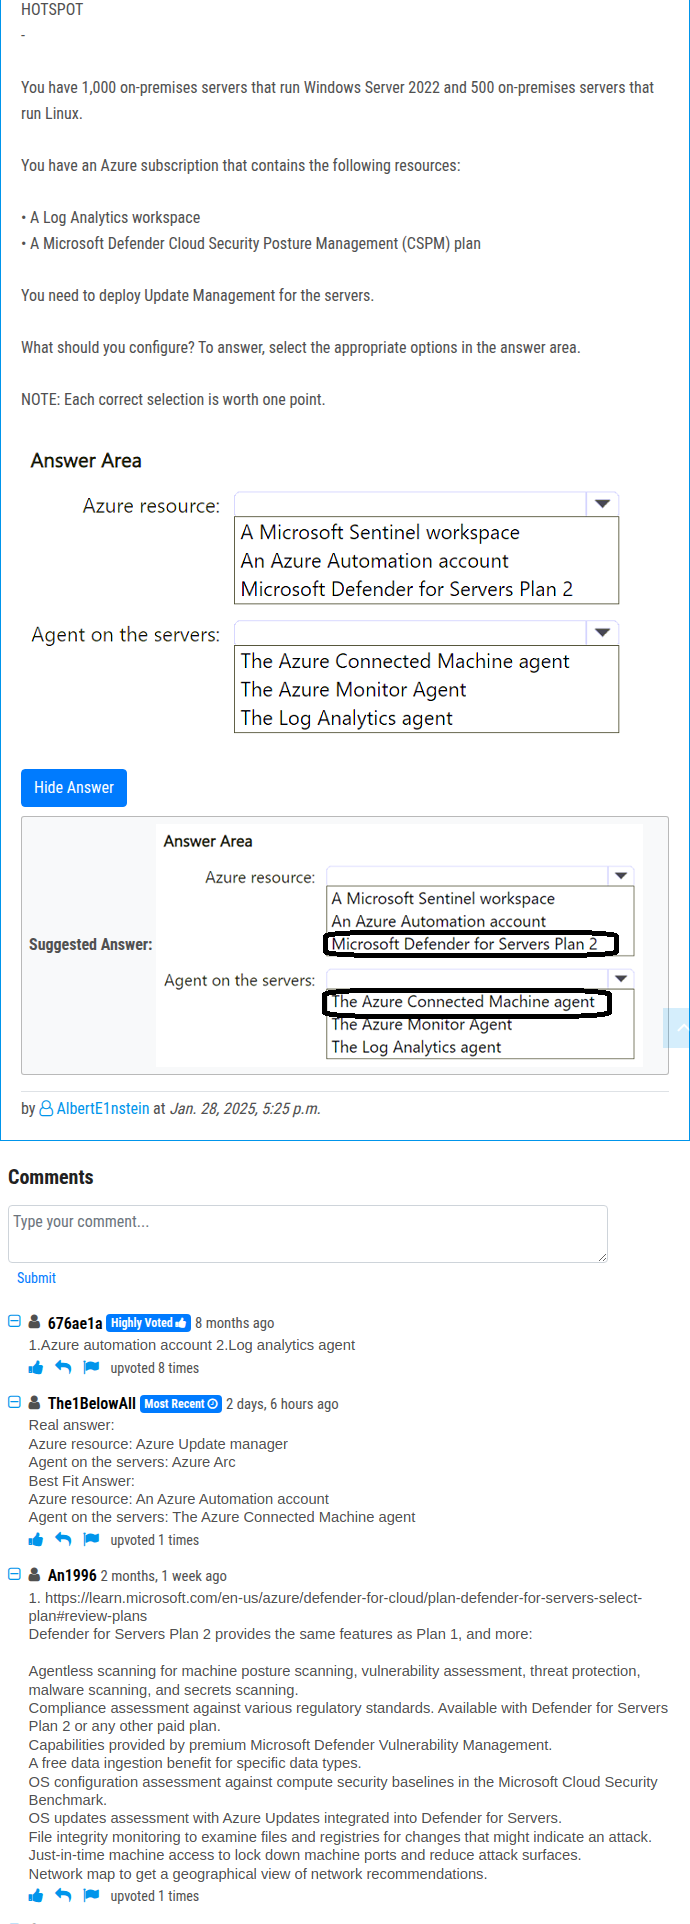 HOTSPOT
-
You have 1,000 on-premises servers that run Windows Server 2022 and 500 on-premises servers that
run Linux.
You have an Azure subscription that contains the following resources:
• A Log Analytics workspace
• A Microsoft Defender Cloud Security Posture Management (CSPM) plan
You need to deploy Update Management for the servers.
What should you configure? To answer, select the appropriate options in the answer area.
NOTE: Each correct selection is worth one point.
Answer Area
Azure resource:
A Microsoft Sentinel workspace
An Azure Automation account
Microsoft Defender for Servers Plan 2
Agent on the servers:
The Azure Connected Machine agent
The Azure Monitor Agent
The Log Analytics agent
Hide Answer
Suggested Answer:
Answer Area
Azure resource:
A Microsoft Sentinel workspace
An Azure Automation account
Microsoft Defender for Servers Plan 2
Agent on the servers:
The Azure Connected Machine agent
The Azure Monitor Agent
The Log Analytics agent
by AlbertE1nstein at Jan. 28, 2025, 5:25 p.m.
Comments
Type your comment...
Submit
676ae1a Highly Voted 8 months ago
1.Azure automation account 2.Log analytics agent
upvoted 8 times
The1BelowAll Most Recent 2 days, 6 hours ago
Real answer:
Azure resource: Azure Update manager
Agent on the servers: Azure Arc
Best Fit Answer:
Azure resource: An Azure Automation account
Agent on the servers: The Azure Connected Machine agent
upvoted 1 times
An1996 2 months, 1 week ago
1. https://learn.microsoft.com/en-us/azure/defender-for-cloud/plan-defender-for-servers-select-
plan#review-plans
Defender for Servers Plan 2 provides the same features as Plan 1, and more:
Agentless scanning for machine posture scanning, vulnerability assessment, threat protection,
malware scanning, and secrets scanning.
Compliance assessment against various regulatory standards. Available with Defender for Servers
Plan 2 or any other paid plan.
Capabilities provided by premium Microsoft Defender Vulnerability Management.
A free data ingestion benefit for specific data types.
OS configuration assessment against compute security baselines in the Microsoft Cloud Security
Benchmark.
OS updates assessment with Azure Updates integrated into Defender for Servers.
File integrity monitoring to examine files and registries for changes that might indicate an attack.
Just-in-time machine access to lock down machine ports and reduce attack surfaces.
Network map to get a geographical view of network recommendations.
upvoted 1 times